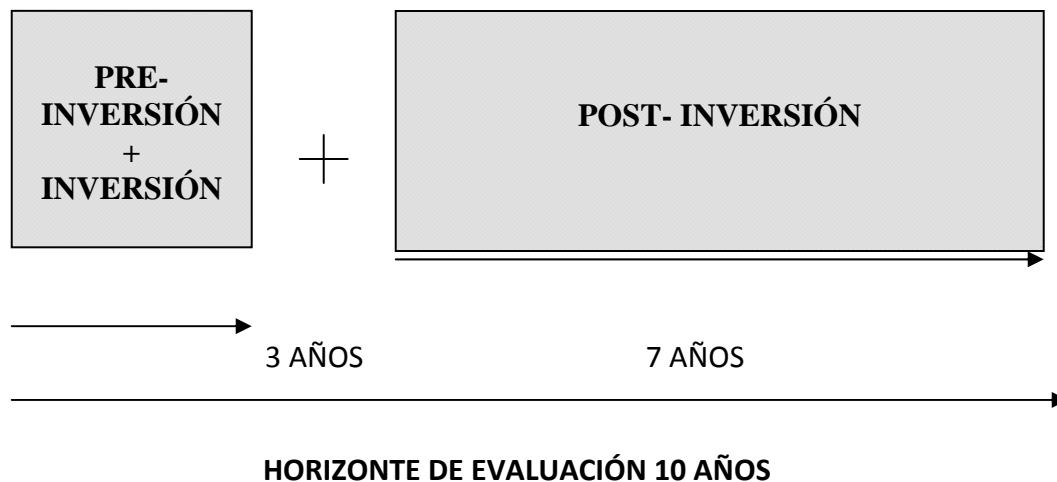 PRE-
INVERSIÓN
+
INVERSIÓN
+
POST- INVERSIÓN
3 AÑOS
7 AÑOS
HORIZONTE DE EVALUACIÓN 10 AÑOS